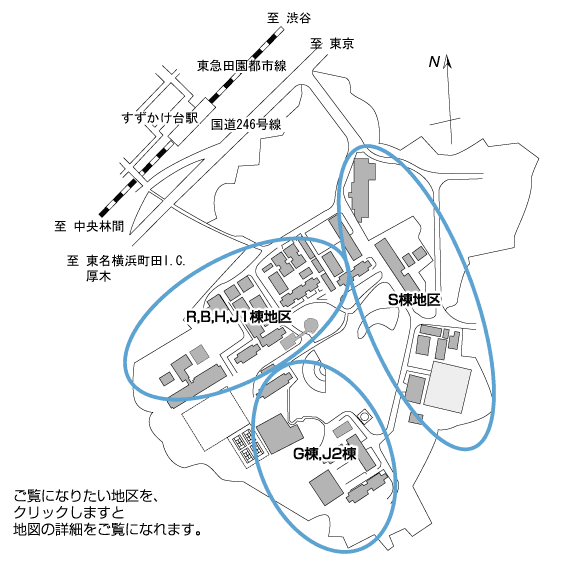 至 渋谷
至 東京
東急田園都市線
N
すずかけ台駅
国道246号線
至 中央林間
至 東名横浜町田I.C.
厚木
S棟地区
R,B,H,J1棟地区
G棟,J2棟
ご覧になりたい地区を、
クリックしますと
地図の詳細をご覧になれます。